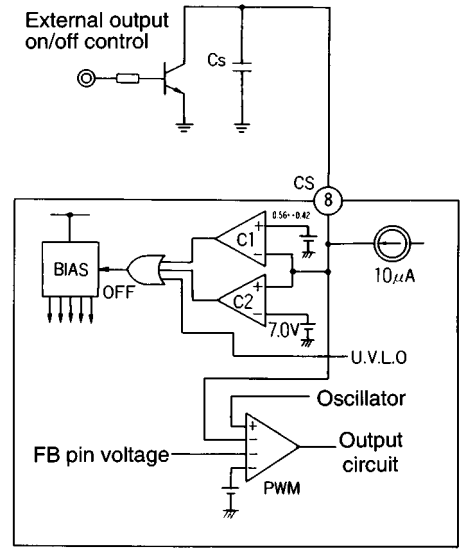 External output
on/off control
Cs
CS
8
0.56↔0.42
C1
10μA
BIAS
OFF
C2
7.0V
U.V.L.O
Oscillator
FB pin voltage
Output
circuit
PWM